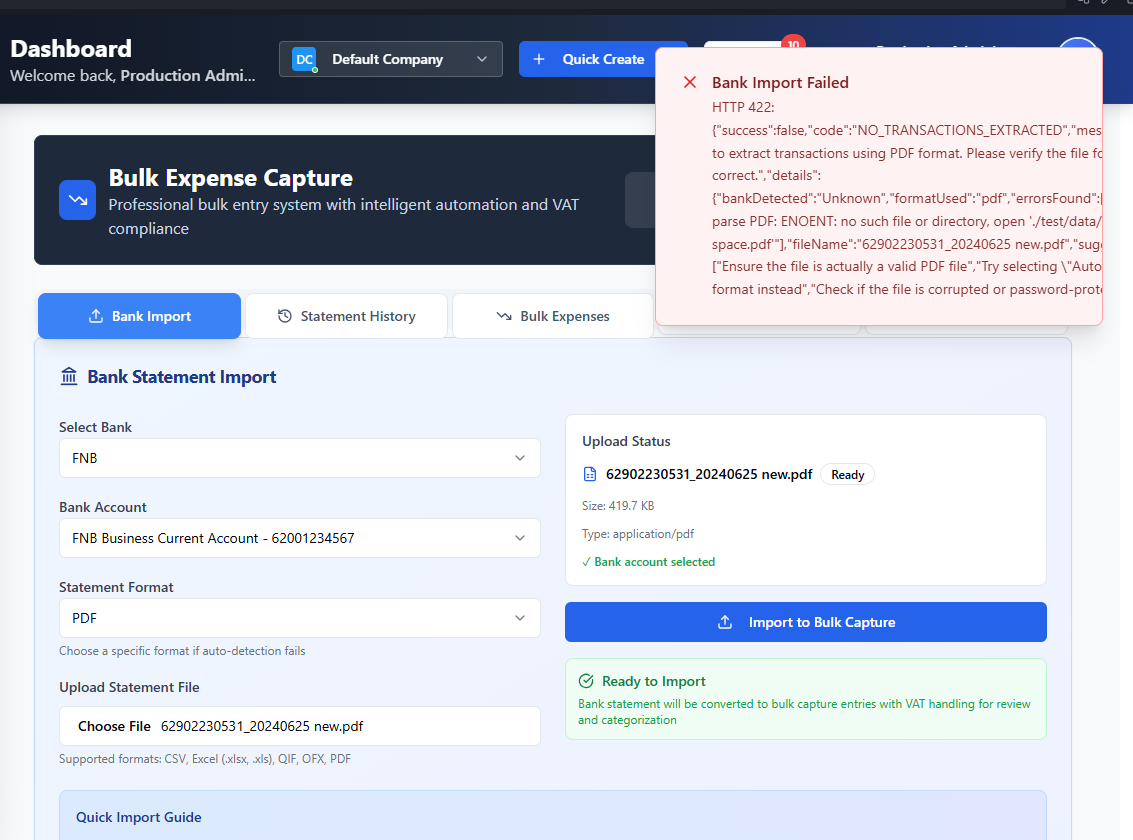 Dashboard
Welcome back, Production Admi...
DC Default Company
+ Quick Create
10
Bank Import Failed
HTTP 422:
{"success":false,"code":"NO_TRANSACTIONS_EXTRACTED","mes
to extract transactions using PDF format. Please verify the file fo
correct.","details":
{"bankDetected":"Unknown","formatUsed":"pdf","errorsFound":[
parse PDF: ENOENT: no such file or directory, open './test/data/
space.pdf'"],"fileName":"62902230531_20240625 new.pdf","sugg
["Ensure the file is actually a valid PDF file","Try selecting \"Auto
format instead","Check if the file is corrupted or password-prote
Bulk Expense Capture
Professional bulk entry system with intelligent automation and VAT
compliance
Bank Import
Statement History
Bulk Expenses
Bank Statement Import
Select Bank
FNB
Bank Account
FNB Business Current Account - 62001234567
Statement Format
PDF
Choose a specific format if auto-detection fails
Upload Statement File
Choose File 62902230531_20240625 new.pdf
Supported formats: CSV, Excel (.xlsx, .xls), QIF, OFX, PDF
Upload Status
62902230531_20240625 new.pdf Ready
Size: 419.7 KB
Type: application/pdf
✓ Bank account selected
Import to Bulk Capture
Ready to Import
Bank statement will be converted to bulk capture entries with VAT handling for review
and categorization
Quick Import Guide